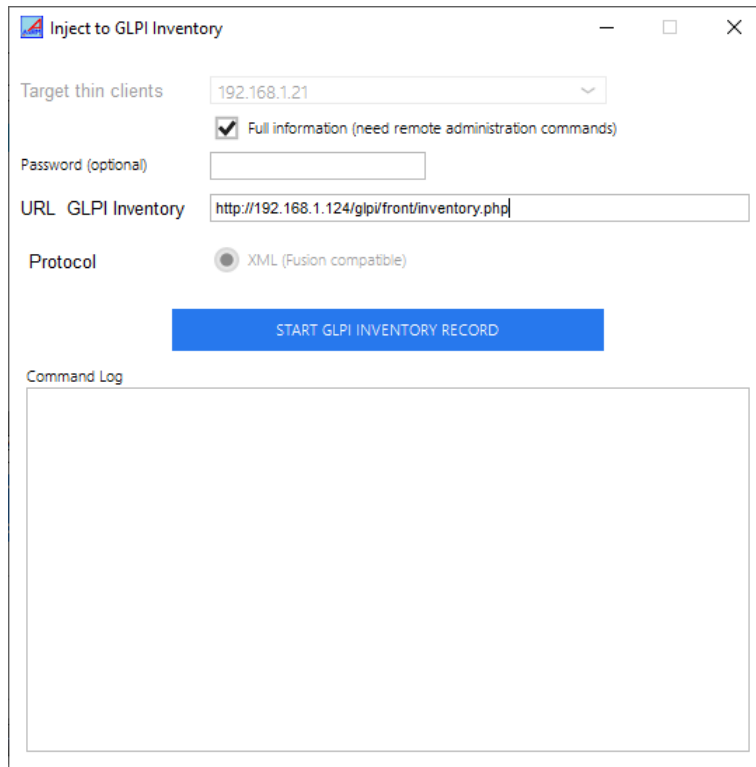 Inject to GLPI Inventory
Target thin clients 192.168.1.21
Full information (need remote administration commands)
Password (optional)
URL GLPI Inventory http://192.168.1.124/glpi/front/inventory.php
Protocol XML (Fusion compatible)
START GLPI INVENTORY RECORD
Command Log